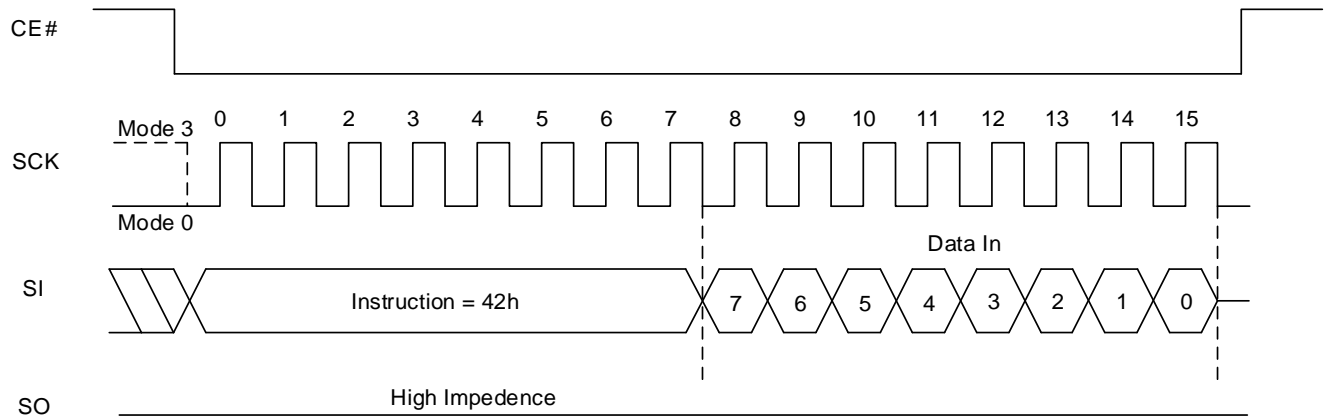 CE#
SCK
Mode 3
0 1 2 3 4 5 6 7 8 9 10 11 12 13 14 15
Mode 0
Data In
SI
Instruction = 42h
7 6 5 4 3 2 1 0
SO
High Impedence